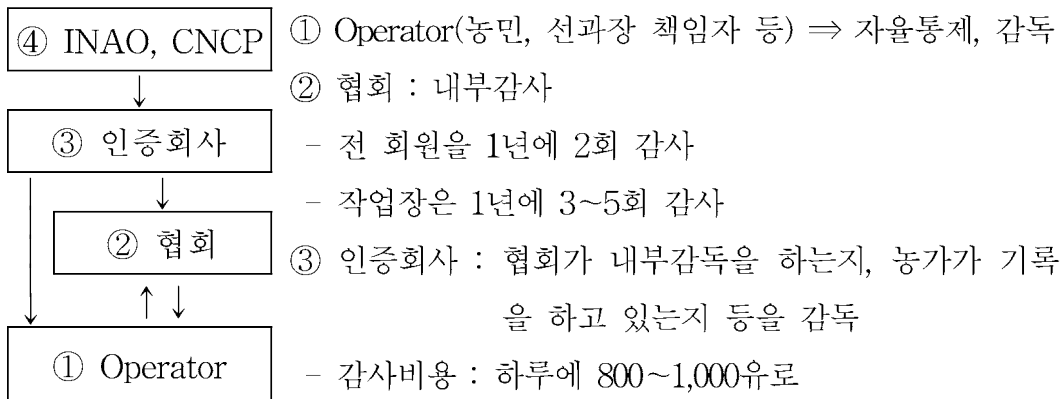 ④ INAO, CNCP
↓
③ 인증회사
↓ ↓
② 협회
↑ ↓
① Operator
① Operator(농민, 선과장 책임자 등) ⇒ 자율통제, 감독
② 협회 : 내부감사
- 전 회원을 1년에 2회 감사
- 작업장은 1년에 3~5회 감사
③ 인증회사 : 협회가 내부감독을 하는지, 농가가 기록
을 하고 있는지 등을 감독
- 감사비용 : 하루에 800~1,000유로